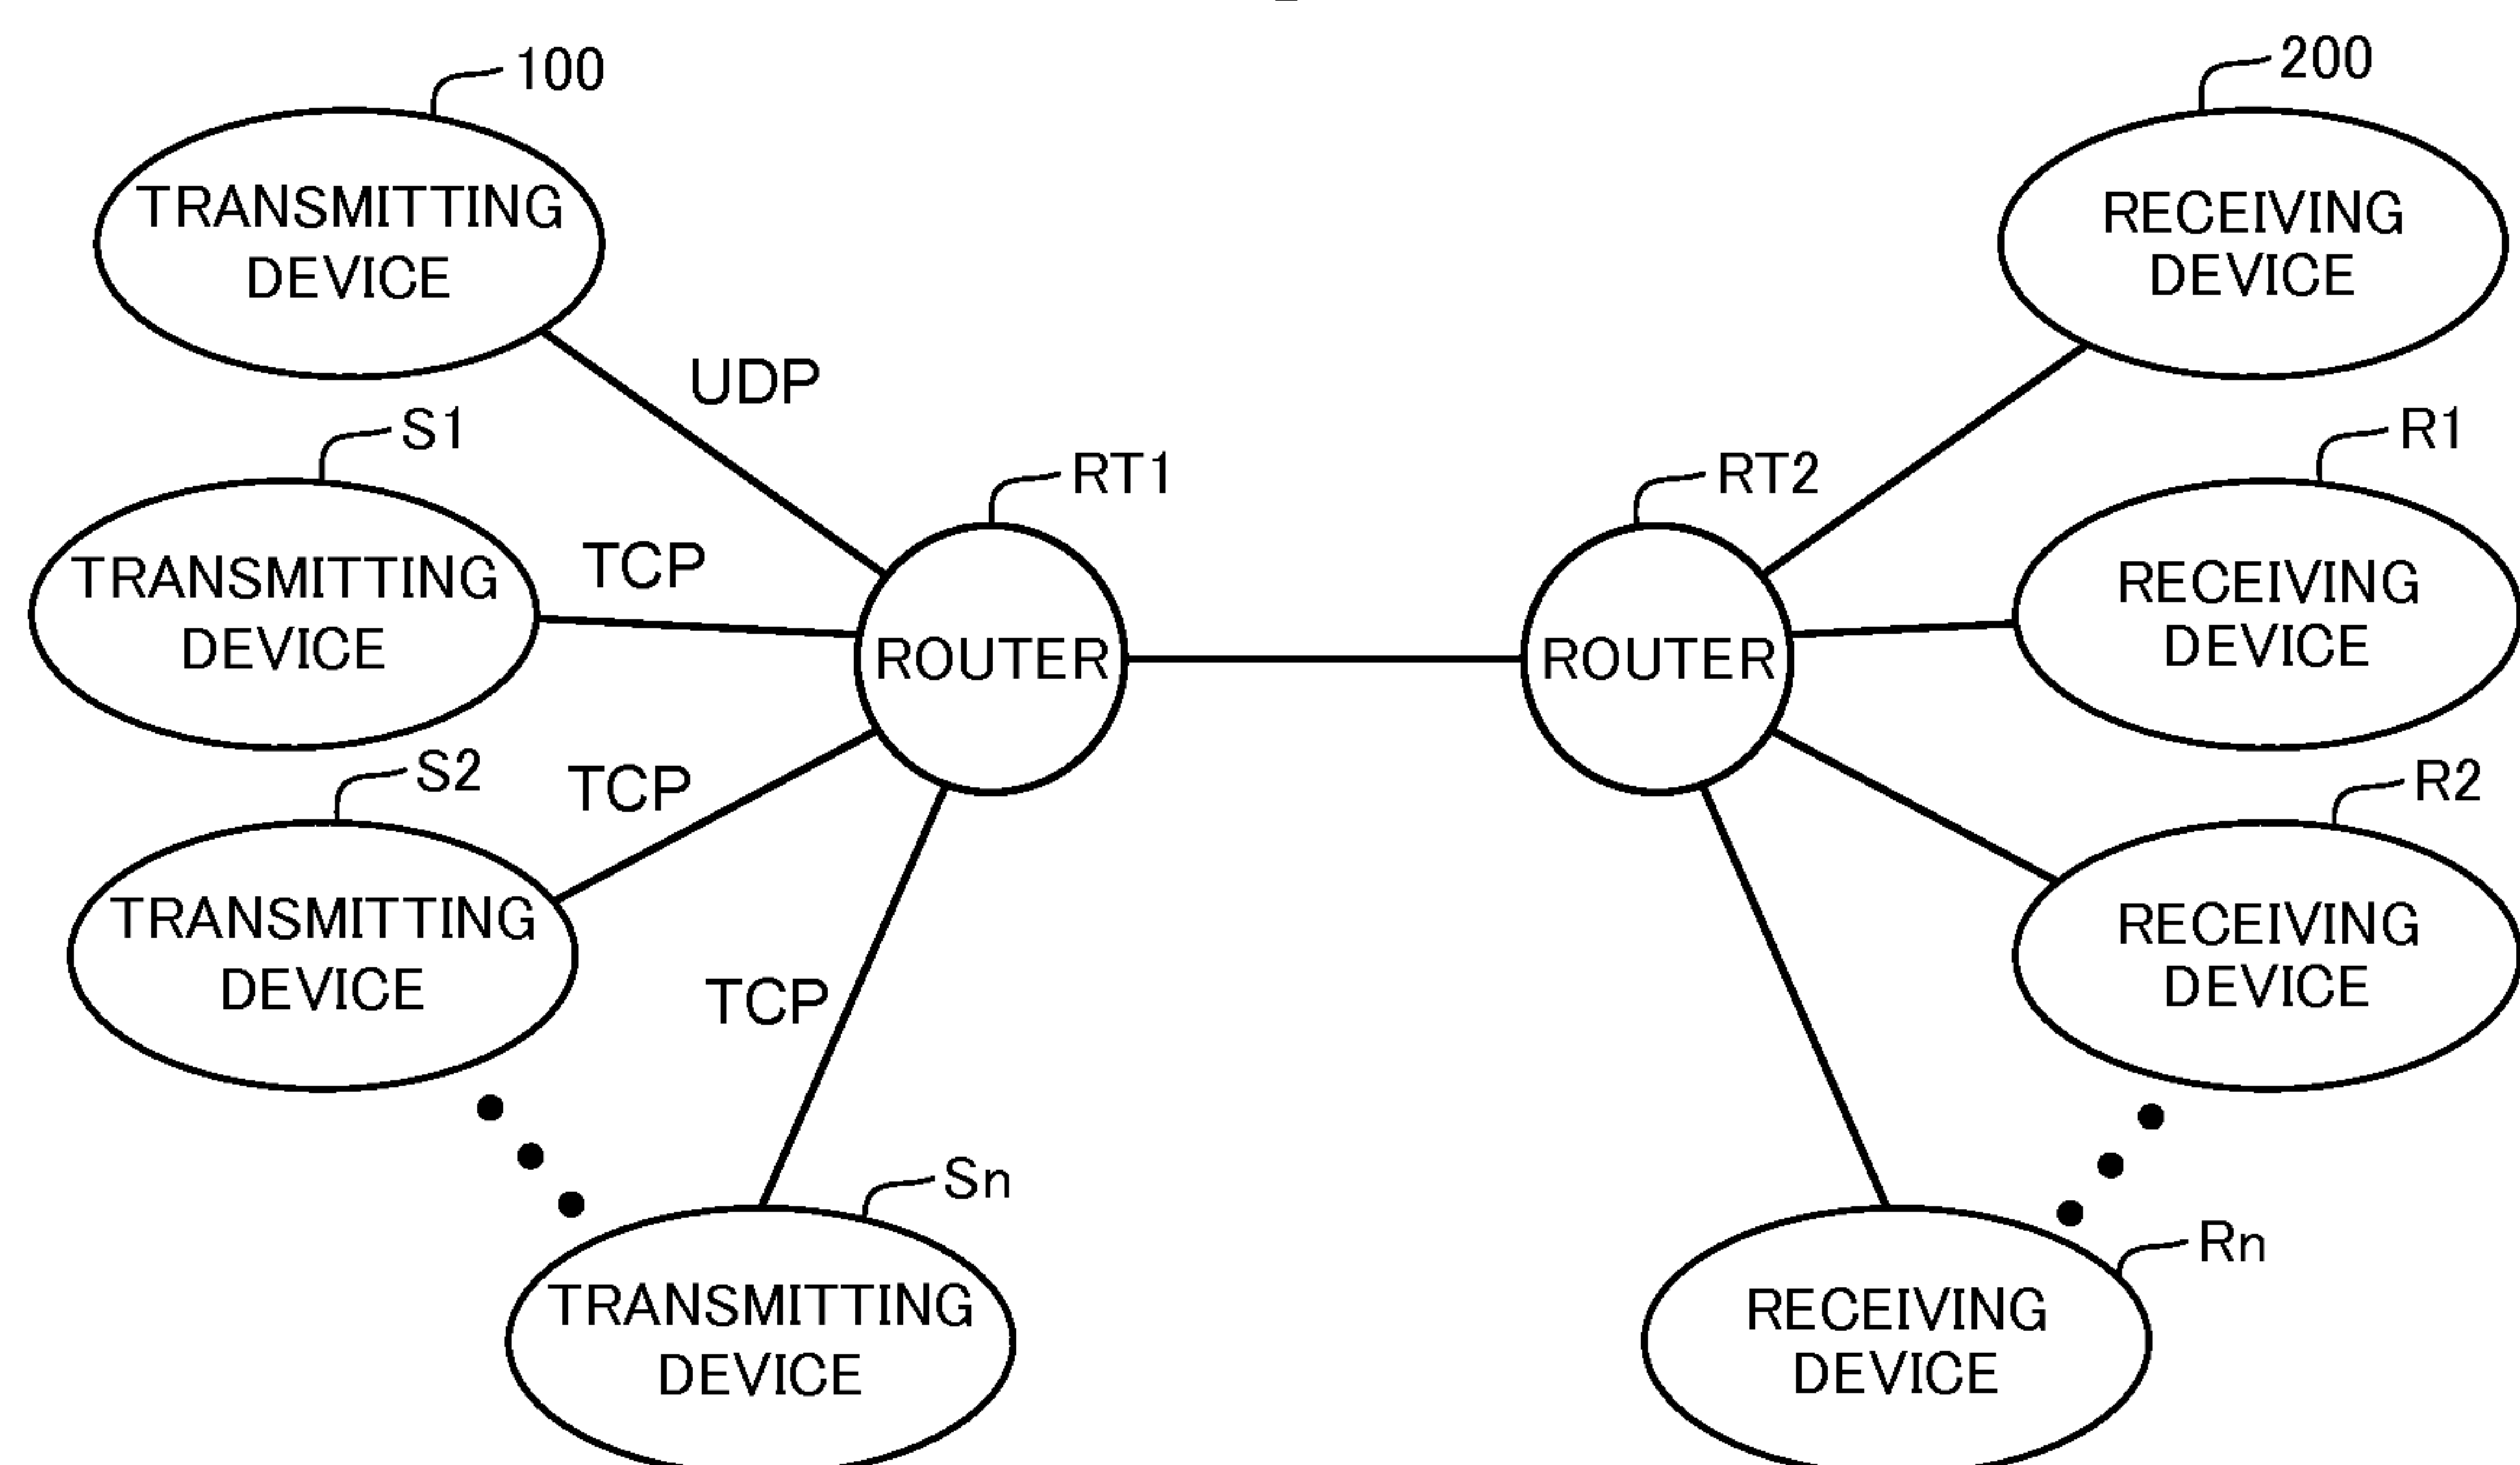 100
200
TRANSMITTING
DEVICE
RECEIVING
DEVICE
UDP
S1
R1
RT1
RT2
TCP
TRANSMITTING
DEVICE
RECEIVING
DEVICE
ROUTER
ROUTER
S2
R2
TCP
TRANSMITTING
DEVICE
RECEIVING
DEVICE
TCP
Sn
Rn
TRANSMITTING
DEVICE
RECEIVING
DEVICE